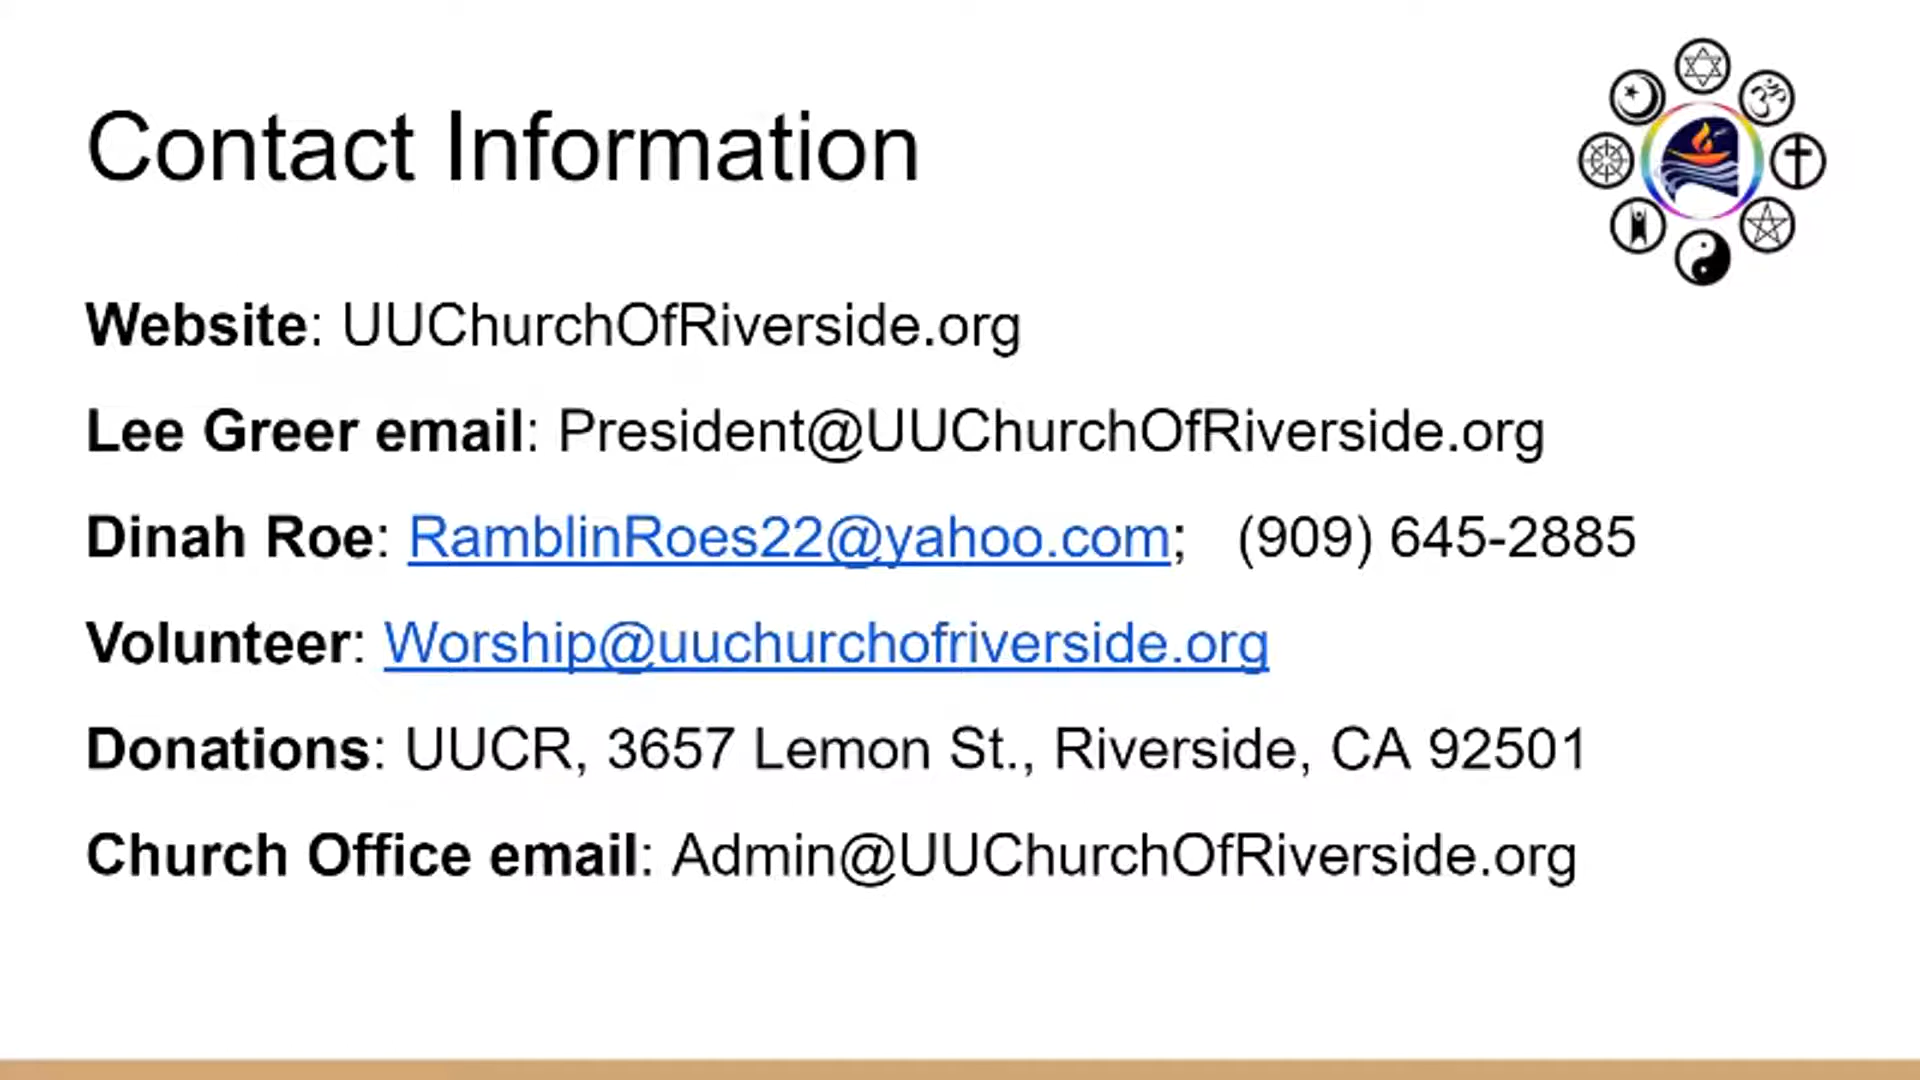 Contact Information
Website: UUChurchOfRiverside.org
Lee Greer email: President@UUChurchOfRiverside.org
Dinah Roe: RamblinRoes22@yahoo.com; (909) 645-2885
Volunteer: Worship@uuchurchofriverside.org
Donations: UUCR, 3657 Lemon St., Riverside, CA 92501
Church Office email: Admin@UUChurchOfRiverside.org